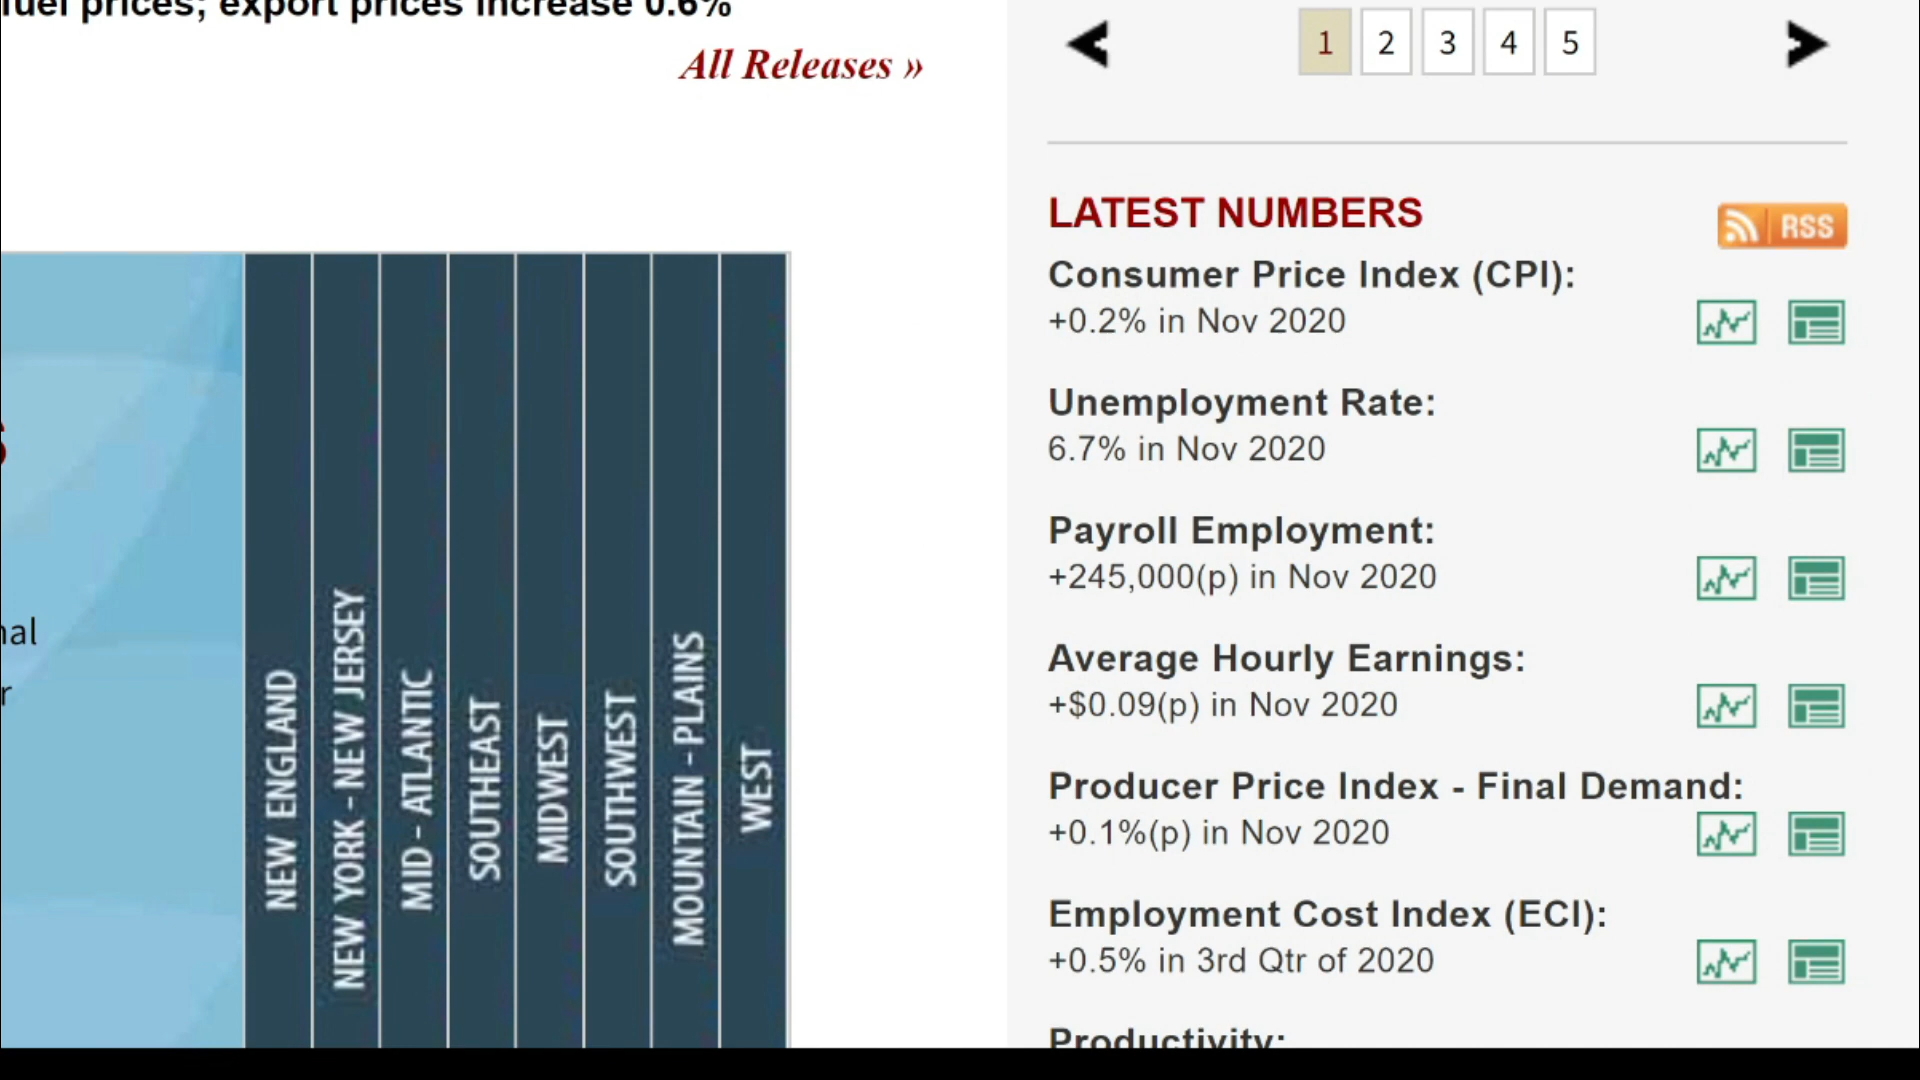 fuel prices; export prices increase 0.6%
All Releases »
nal
r
NEW ENGLAND
NEW YORK - NEW JERSEY
MID - ATLANTIC
SOUTHEAST
MIDWEST
SOUTHWEST
MOUNTAIN - PLAINS
WEST
1 2 3 4 5
LATEST NUMBERS
RSS
Consumer Price Index (CPI):
+0.2% in Nov 2020
Unemployment Rate:
6.7% in Nov 2020
Payroll Employment:
+245,000(p) in Nov 2020
Average Hourly Earnings:
+$0.09(p) in Nov 2020
Producer Price Index - Final Demand:
+0.1%(p) in Nov 2020
Employment Cost Index (ECI):
+0.5% in 3rd Qtr of 2020
Productivity: